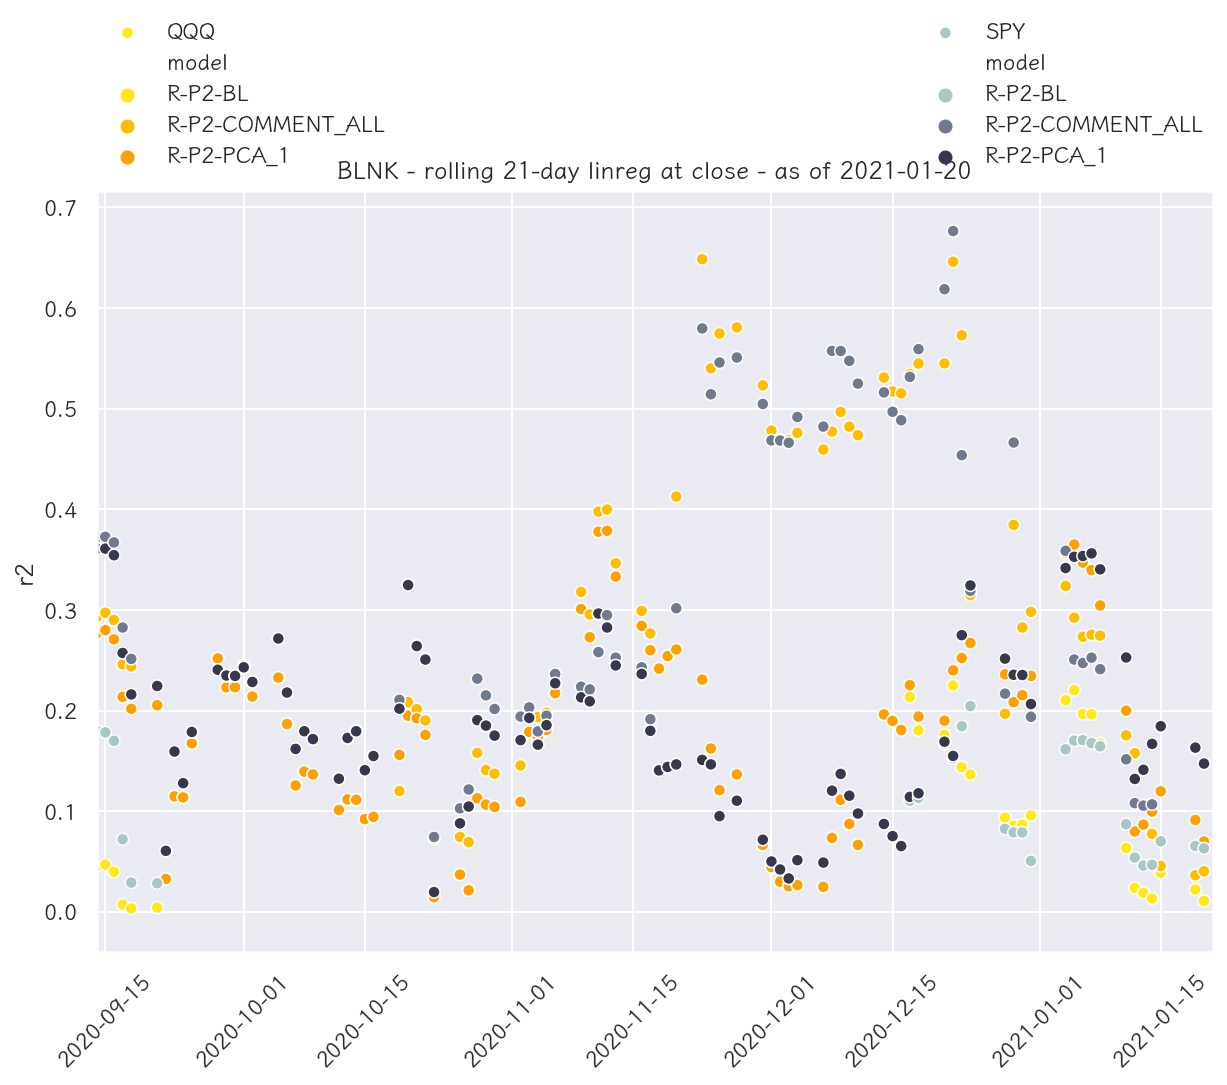 QQQ
model
R-P2-BL
R-P2-COMMENT_ALL
R-P2-PCA_1
SPY
model
R-P2-BL
R-P2-COMMENT_ALL
R-P2-PCA_1
BLNK - rolling 21-day linreg at close - as of 2021-01-20
0.7
0.6
0.5
0.4
0.3
0.2
0.1
0.0
r2
2020-09-15
2020-10-01
2020-10-15
2020-11-01
2020-11-15
2020-12-01
2020-12-15
2021-01-01
2021-01-15